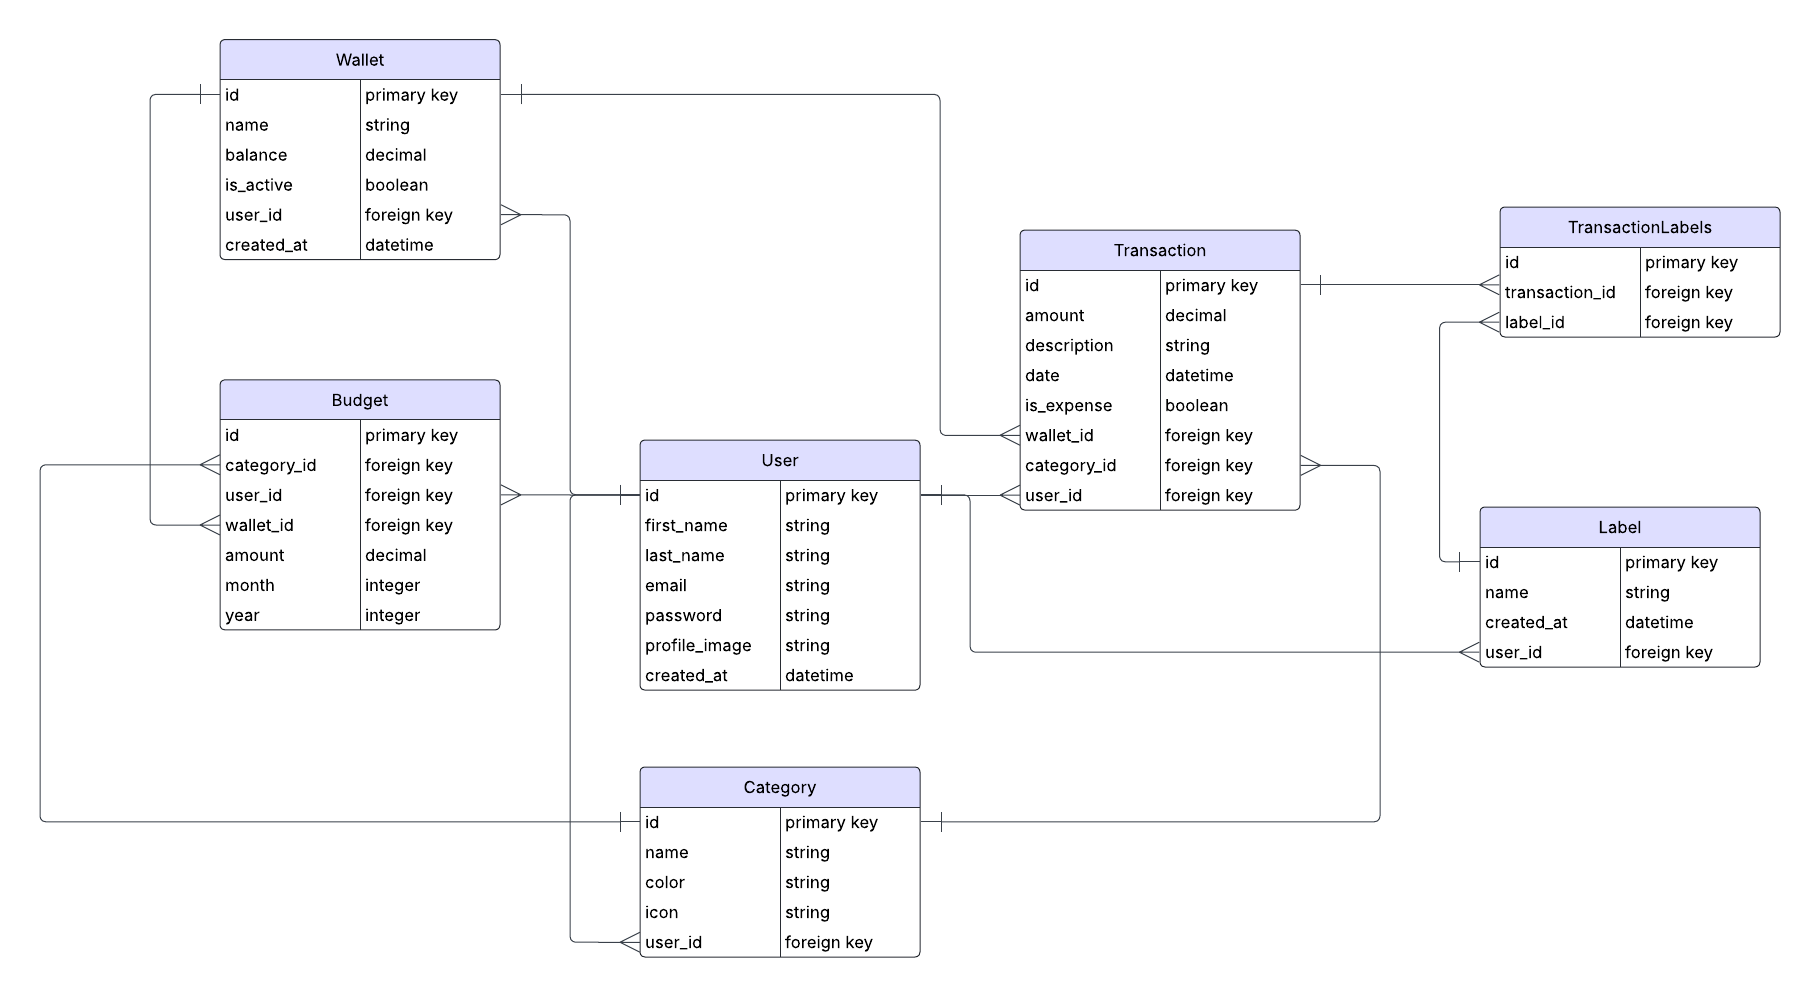 Wallet
id primary key
name string
balance decimal
is_active boolean
user_id foreign key
created_at datetime
Budget
id primary key
category_id foreign key
user_id foreign key
wallet_id foreign key
amount decimal
month integer
year integer
User
id primary key
first_name string
last_name string
email string
password string
profile_image string
created_at datetime
Category
id primary key
name string
color string
icon string
user_id foreign key
Transaction
id primary key
amount decimal
description string
date datetime
is_expense boolean
wallet_id foreign key
category_id foreign key
user_id foreign key
TransactionLabels
id primary key
transaction_id foreign key
label_id foreign key
Label
id primary key
name string
created_at datetime
user_id foreign key